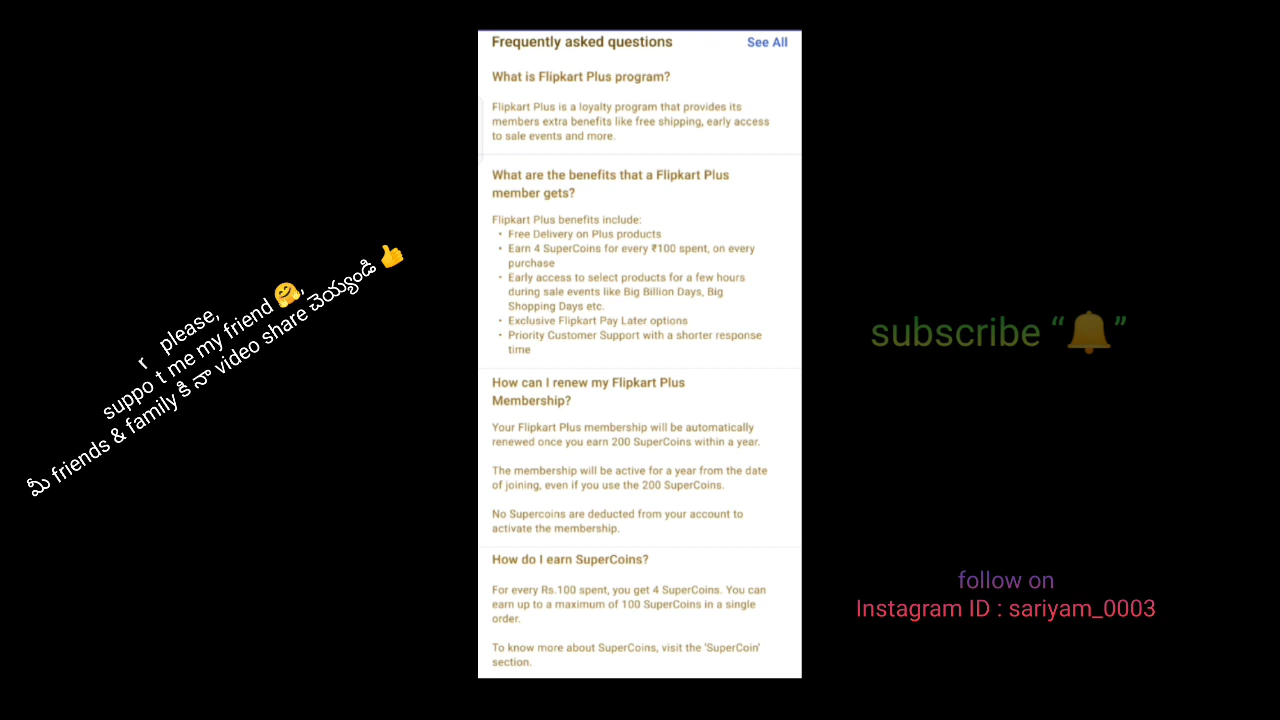 Frequently asked questions
See All
What is Flipkart Plus program?
Flipkart Plus is a loyalty program that provides its
members extra benefits like free shipping, early access
to sale events and more.
What are the benefits that a Flipkart Plus
member gets?
Flipkart Plus benefits include:
• Free Delivery on Plus products
• Earn 4 SuperCoins for every ₹100 spent, on every
purchase
• Early access to select products for a few hours
during sale events like Big Billion Days, Big
Shopping Days etc.
• Exclusive Flipkart Pay Later options
• Priority Customer Support with a shorter response
time
How can I renew my Flipkart Plus
Membership?
Your Flipkart Plus membership will be automatically
renewed once you earn 200 SuperCoins within a year.
The membership will be active for a year from the date
of joining, even if you use the 200 SuperCoins.
No Supercoins are deducted from your account to
activate the membership.
How do I earn SuperCoins?
For every Rs.100 spent, you get 4 SuperCoins. You can
earn up to a maximum of 100 SuperCoins in a single
order.
To know more about SuperCoins, visit the 'SuperCoin'
section.
r please,
suppo t me my friend 🤗,
మీ friends & family కి నా video share చెయ్యండి 👍
subscribe “🔔”
follow on
Instagram ID : sariyam_0003